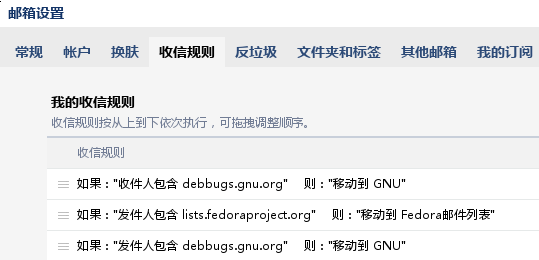 邮箱设置
常规 帐户 换肤 收信规则 反垃圾 文件夹和标签 其他邮箱 我的订阅
我的收信规则
收信规则按从上到下依次执行，可拖拽调整顺序。
收信规则
如果："收件人包含 debbugs.gnu.org" 则："移动到 GNU"
如果："发件人包含 lists.fedoraproject.org" 则："移动到 Fedora邮件列表"
如果："发件人包含 debbugs.gnu.org" 则："移动到 GNU"